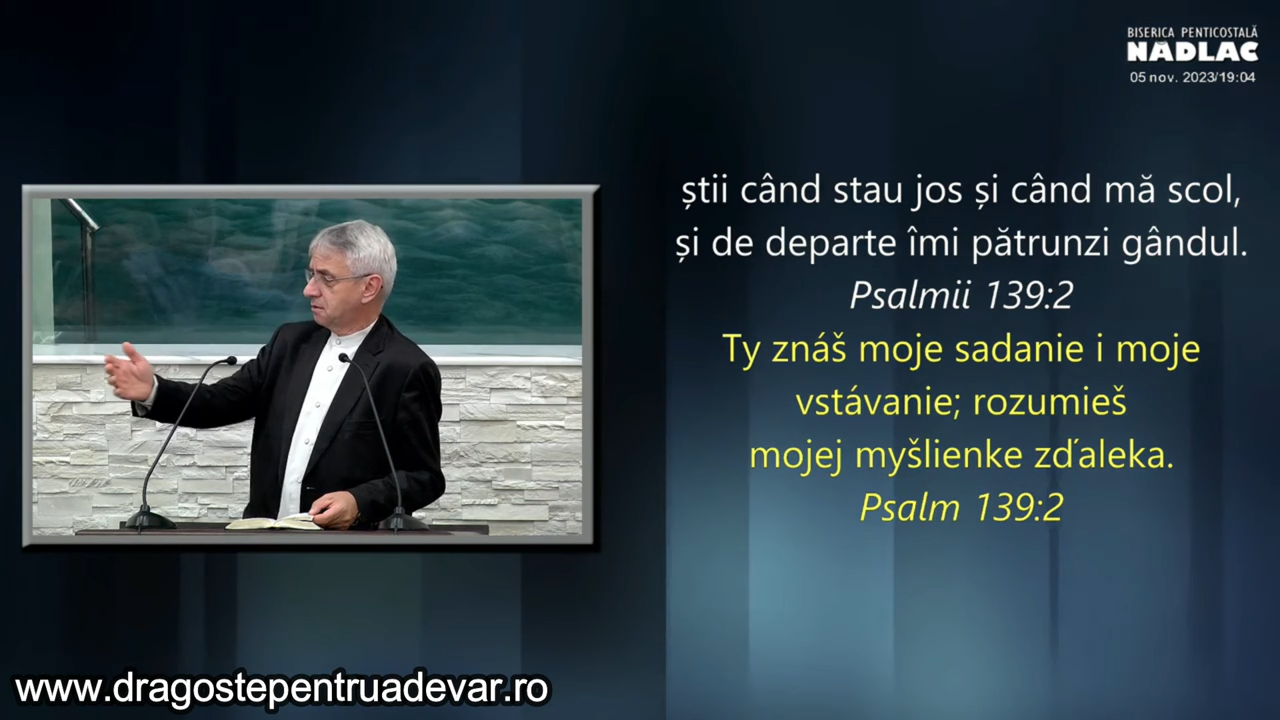 BISERICA PENTICOSTALĂ
NĂDLAC
05 nov. 2023/19:04
știi când stau jos și când mă scol,
și de departe îmi pătrunzi gândul.
Psalmii 139:2
Ty znáš moje sadanie i moje
vstávanie; rozumieš
mojej myšlienke zďaleka.
Psalm 139:2
www.dragostepentruadevar.ro